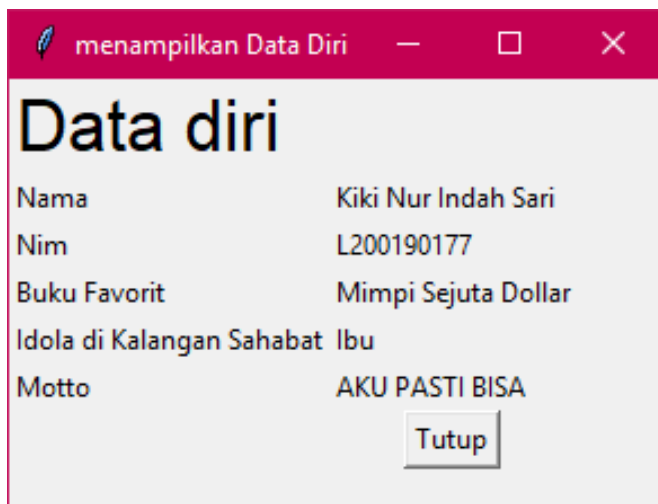 menampilkan Data Diri
Data diri
Nama Kiki Nur Indah Sari
Nim L200190177
Buku Favorit Mimpi Sejuta Dollar
Idola di Kalangan Sahabat Ibu
Motto AKU PASTI BISA
Tutup